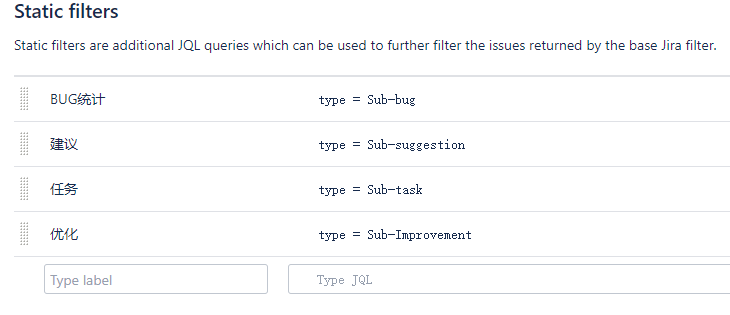 Static filters
Static filters are additional JQL queries which can be used to further filter the issues returned by the base Jira filter.
BUG统计 type = Sub-bug
建议 type = Sub-suggestion
任务 type = Sub-task
优化 type = Sub-Improvement
Type label Type JQL